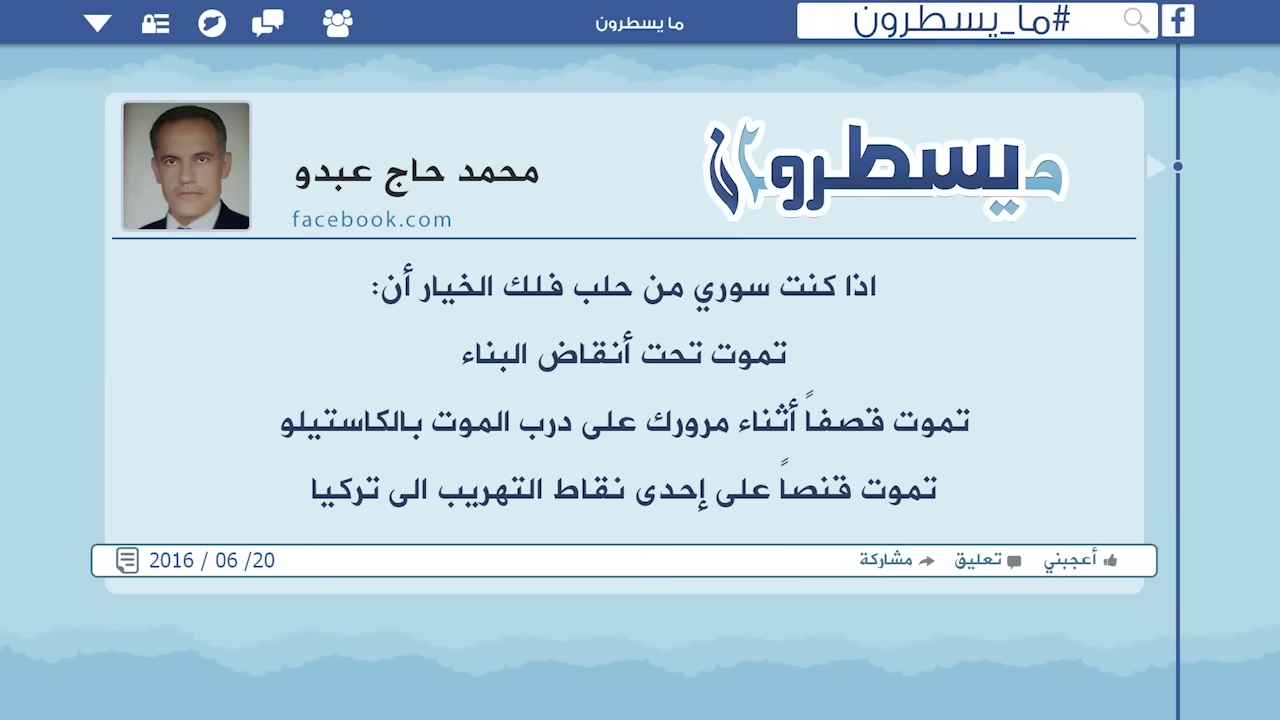 #ما_يسطرون
ما يسطرون
ما يسطرون
محمد حاج عبدو
facebook.com
اذا كنت سوري من حلب فلك الخيار أن:
تموت تحت أنقاض البناء
تموت قصفاً أثناء مرورك على درب الموت بالكاستيلو
تموت قنصاً على إحدى نقاط التهريب الى تركيا
أعجبني تعليق مشاركة
2016 / 06 /20